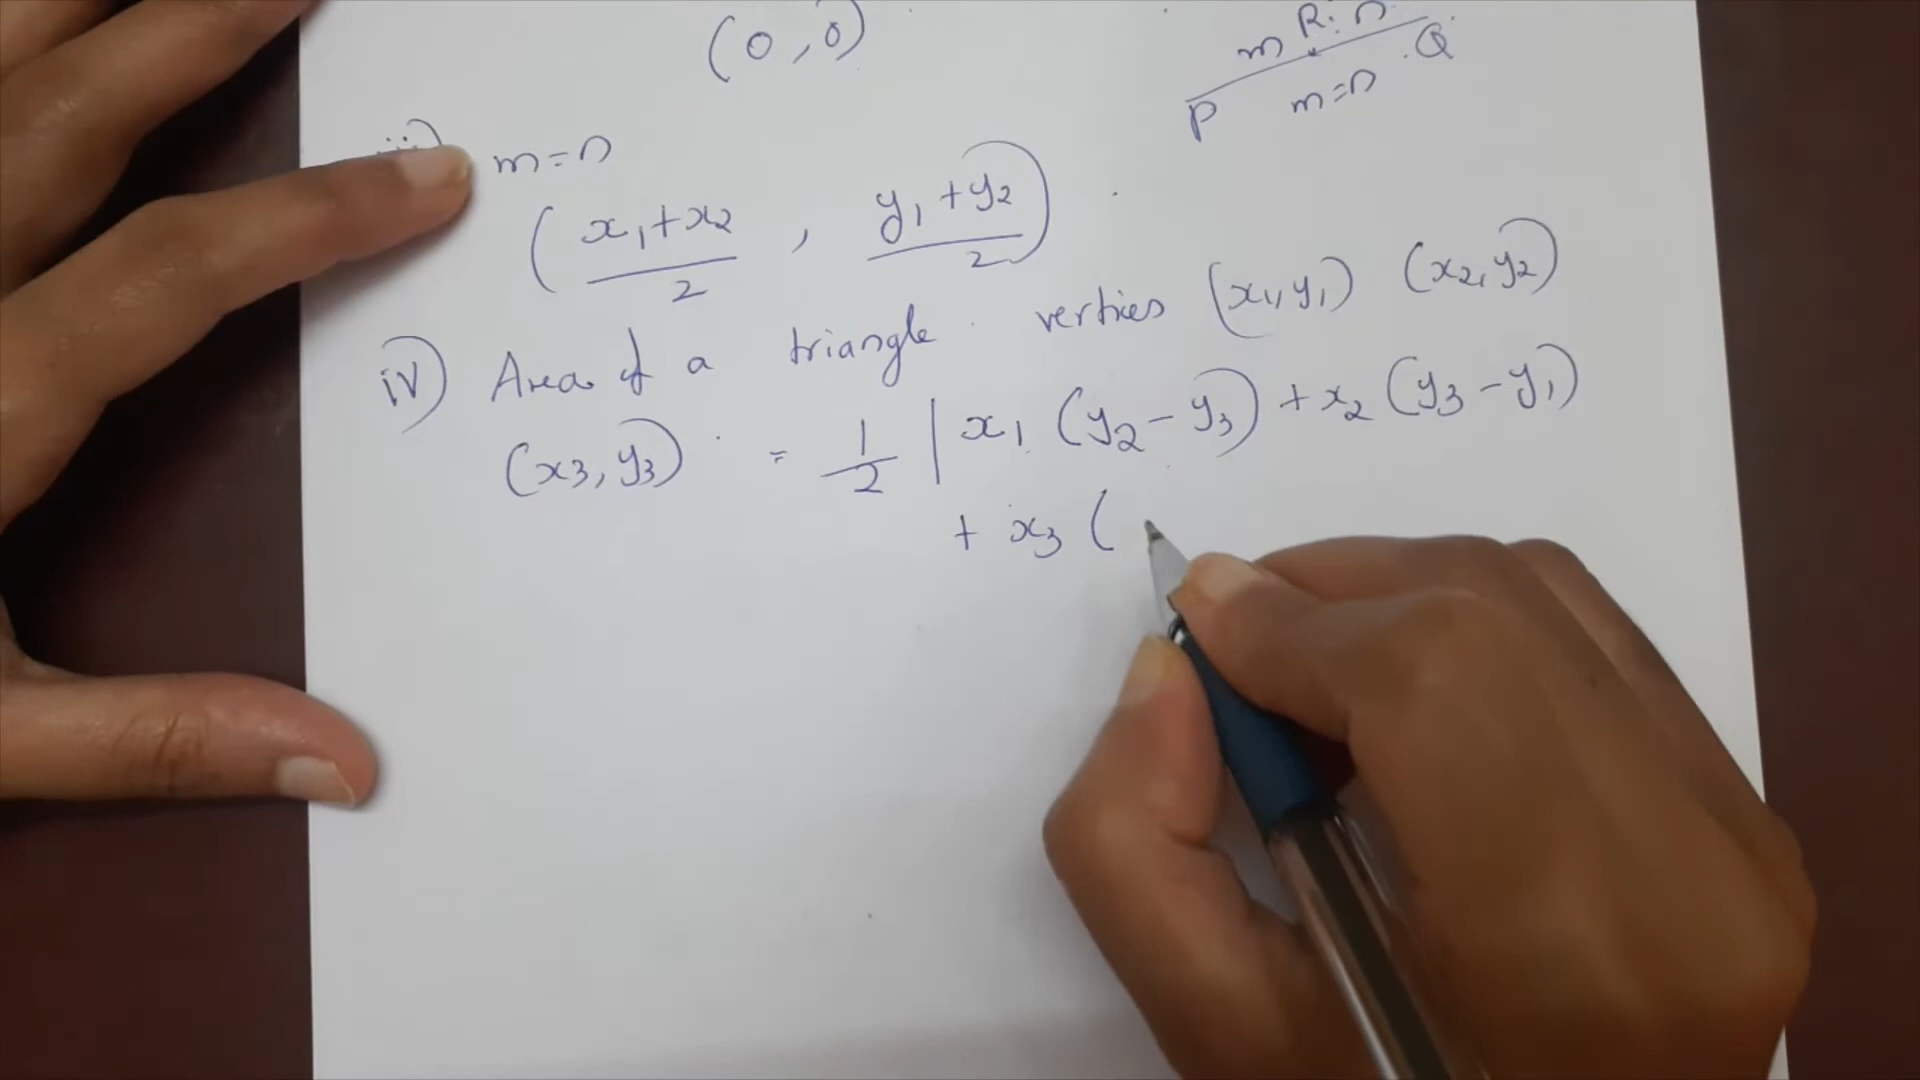 (0,0)
m R: n
P m=n Q
iii) m=n
(x₁+x₂/2 , y₁+y₂/2)
iv) Area of a triangle vertices (x₁,y₁) (x₂,y₂)
(x₃,y₃) = 1/2 | x₁ (y₂-y₃) + x₂ (y₃-y₁)
+ x₃ (